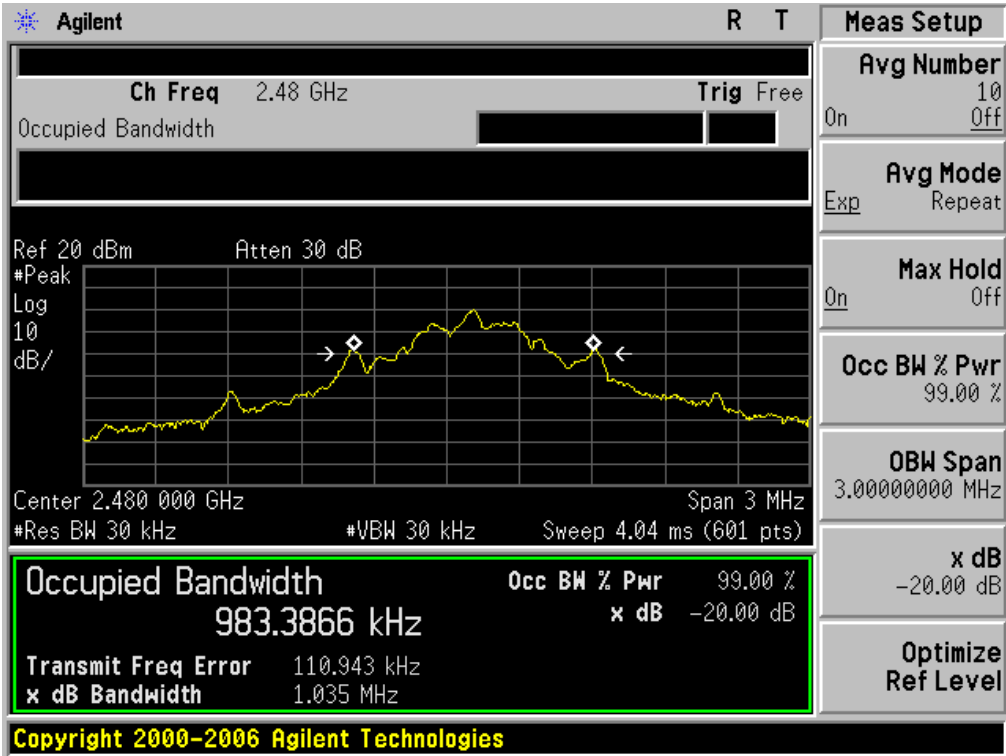 Agilent R T
Meas Setup
Ch Freq 2.48 GHz Trig Free
Occupied Bandwidth
Ref 20 dBm Atten 30 dB
#Peak
Log
10
dB/
Center 2.480 000 GHz Span 3 MHz
#Res BW 30 kHz #VBW 30 kHz Sweep 4.04 ms (601 pts)
Occupied Bandwidth Occ BW % Pwr 99.00 %
983.3866 kHz x dB -20.00 dB
Transmit Freq Error 110.943 kHz
x dB Bandwidth 1.035 MHz
Avg Number
10
On Off
Avg Mode
Exp Repeat
Max Hold
On Off
Occ BW % Pwr
99.00 %
OBW Span
3.00000000 MHz
x dB
-20.00 dB
Optimize
Ref Level
Copyright 2000-2006 Agilent Technologies